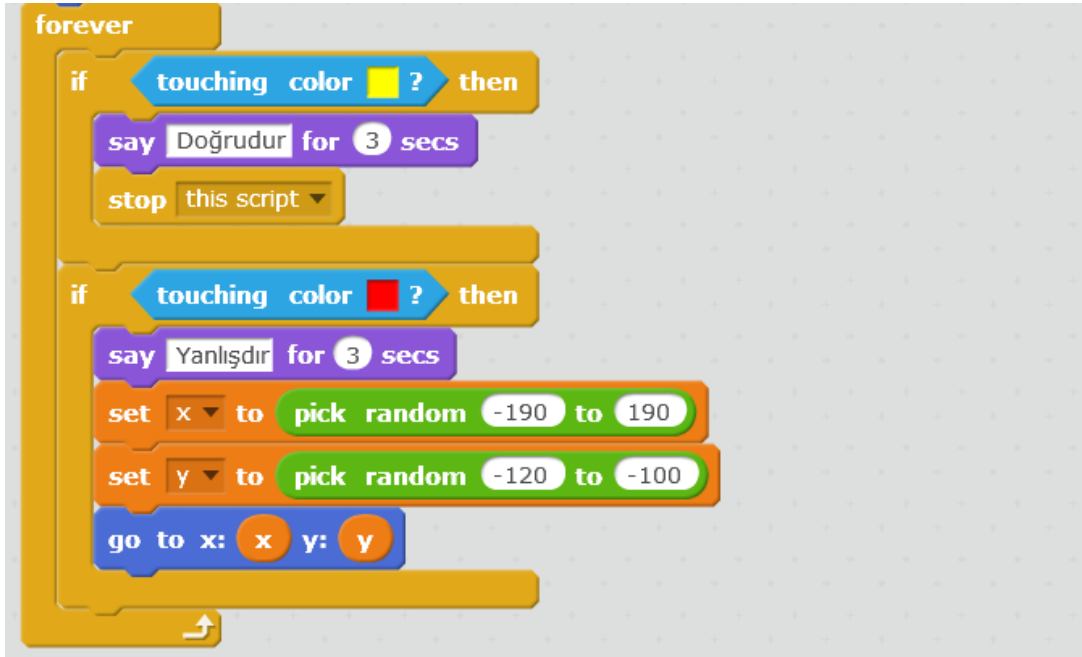 forever
if touching color ? then
say Doğrudur for 3 secs
stop this script
if touching color ? then
say Yanlışdır for 3 secs
set x to pick random -190 to 190
set y to pick random -120 to -100
go to x: x y: y